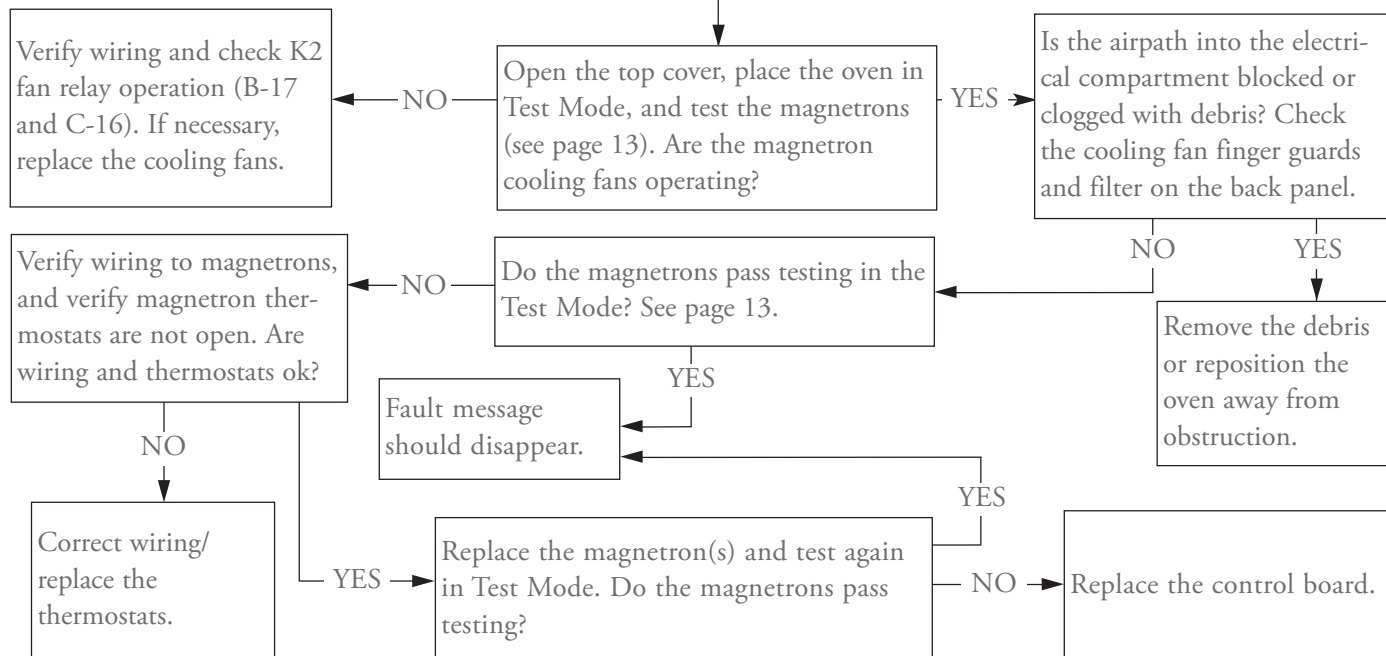 Verify wiring and check K2
fan relay operation (B-17
and C-16). If necessary,
replace the cooling fans.
NO
Open the top cover, place the oven in
Test Mode, and test the magnetrons
(see page 13). Are the magnetron
cooling fans operating?
YES
Is the airpath into the electri-
cal compartment blocked or
clogged with debris? Check
the cooling fan finger guards
and filter on the back panel.
NO
YES
Remove the debris
or reposition the
oven away from
obstruction.
Do the magnetrons pass testing in the
Test Mode? See page 13.
NO
YES
Verify wiring to magnetrons,
and verify magnetron ther-
mostats are not open. Are
wiring and thermostats ok?
Fault message
should disappear.
NO
YES
Correct wiring/
replace the
thermostats.
Replace the magnetron(s) and test again
in Test Mode. Do the magnetrons pass
testing?
YES
NO
Replace the control board.